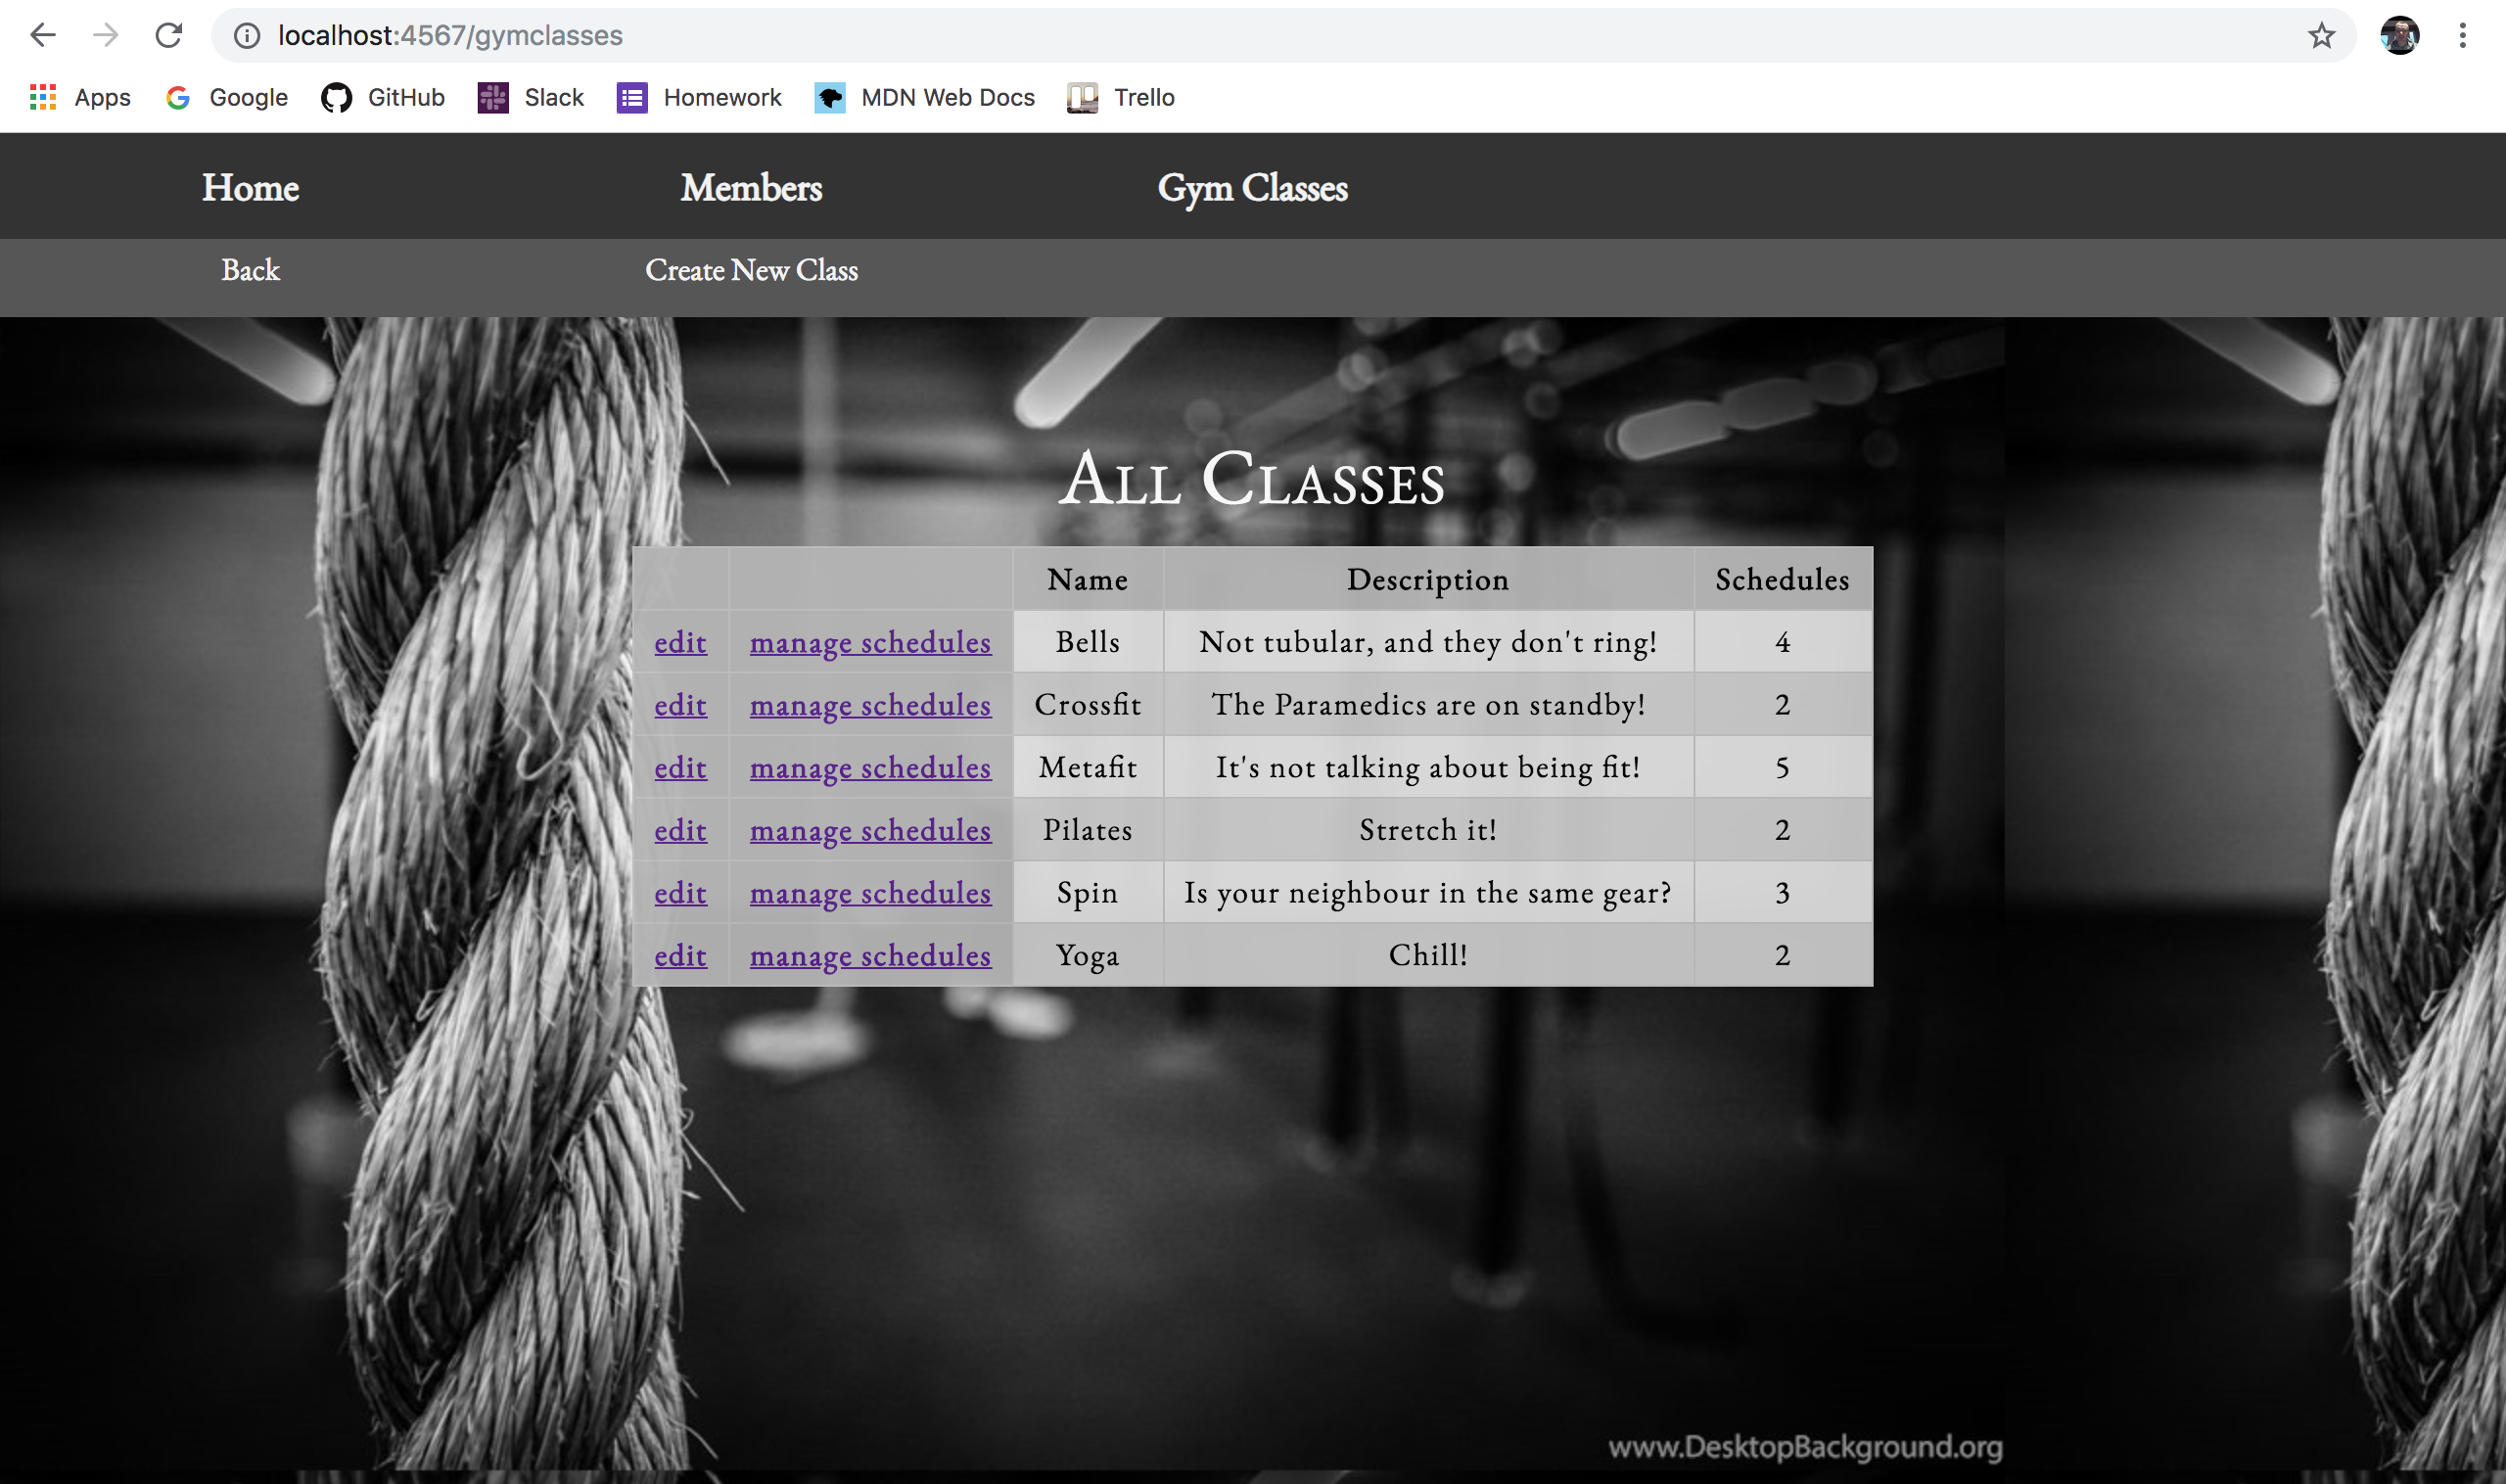 localhost:4567/gymclasses
Apps Google GitHub Slack Homework MDN Web Docs Trello
Home Members Gym Classes
Back Create New Class
All Classes
Name Description Schedules
edit manage schedules Bells Not tubular, and they don't ring! 4
edit manage schedules Crossfit The Paramedics are on standby! 2
edit manage schedules Metafit It's not talking about being fit! 5
edit manage schedules Pilates Stretch it! 2
edit manage schedules Spin Is your neighbour in the same gear? 3
edit manage schedules Yoga Chill! 2
www.DesktopBackground.org